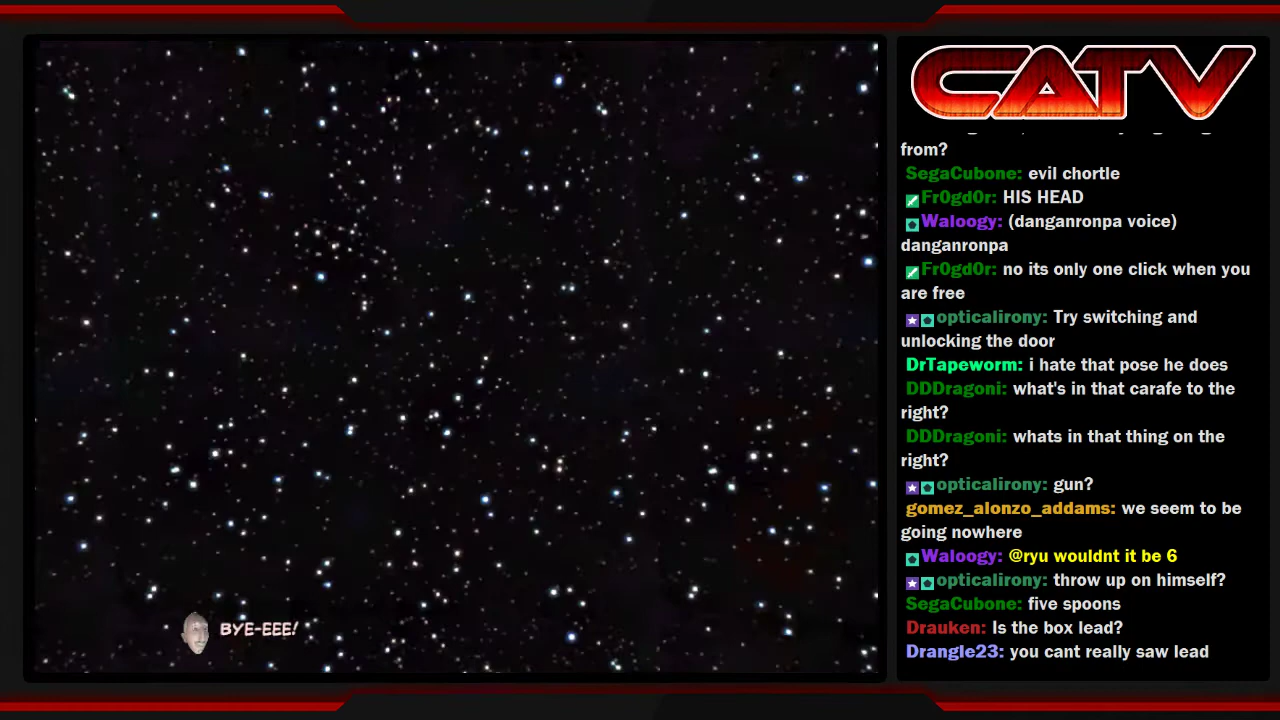 CATV
from?
SegaCubone: evil chortle
Fr0gd0r: HIS HEAD
Waloogy: (danganronpa voice)
danganronpa
Fr0gd0r: no its only one click when you
are free
opticalirony: Try switching and
unlocking the door
DrTapeworm: i hate that pose he does
DDDragoni: what's in that carafe to the
right?
DDDragoni: whats in that thing on the
right?
opticalirony: gun?
gomez_alonzo_addams: we seem to be
going nowhere
Waloogy: @ryu wouldnt it be 6
opticalirony: throw up on himself?
SegaCubone: five spoons
Drauken: Is the box lead?
Drangle23: you cant really saw lead
BYE-EEE!